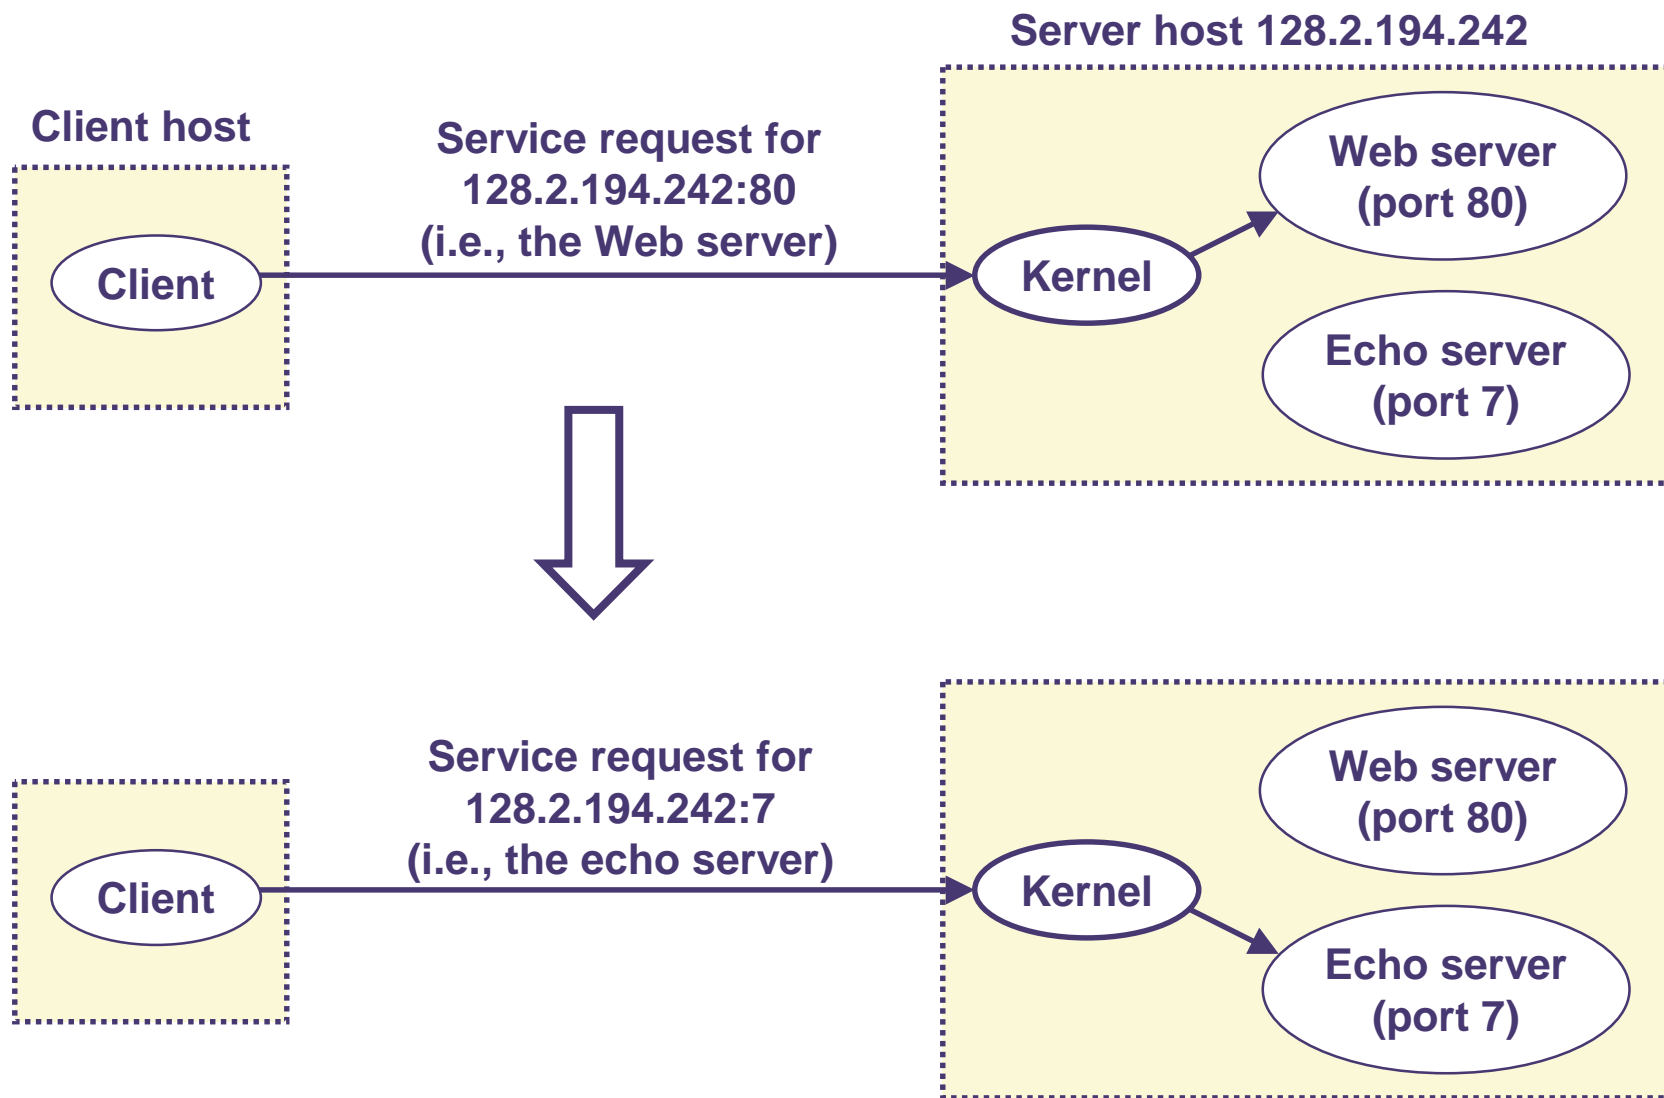 Server host 128.2.194.242
Client host
Service request for
128.2.194.242:80
(i.e., the Web server)
Client
Kernel
Web server
(port 80)
Echo server
(port 7)
Service request for
128.2.194.242:7
(i.e., the echo server)
Client
Kernel
Web server
(port 80)
Echo server
(port 7)